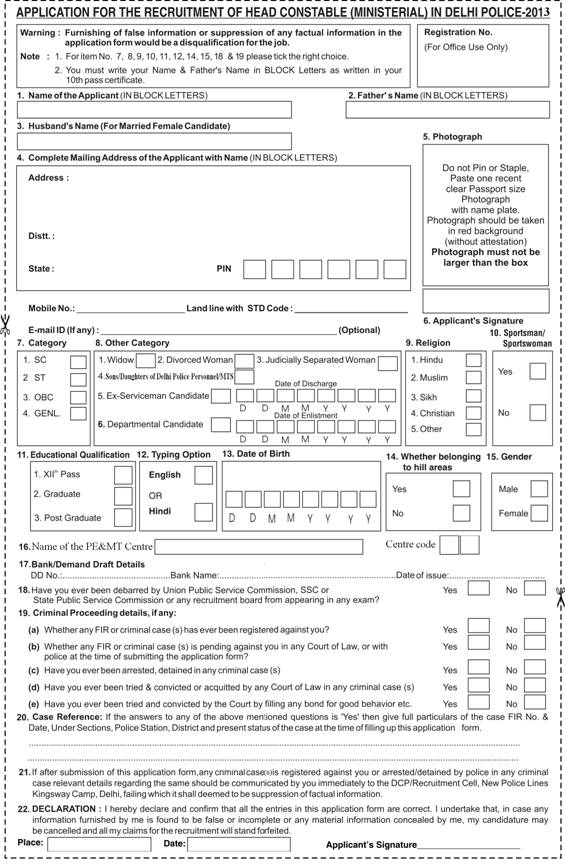 APPLICATION FOR THE RECRUITMENT OF HEAD CONSTABLE (MINISTERIAL) IN DELHI POLICE-2013
Warning : Furnishing of false information or suppression of any factual information in the
application form would be a disqualification for the job.
Note : 1. For item No. 7, 8, 9, 10, 11, 12, 14, 15, 18 & 19 please tick the right choice.
2. You must write your Name & Father's Name in BLOCK Letters as written in your
10th pass certificate.
Registration No.
(For Office Use Only)
1. Name of the Applicant (IN BLOCK LETTERS)
2. Father's Name (IN BLOCK LETTERS)
3. Husband's Name (For Married Female Candidate)
4. Complete Mailing Address of the Applicant with Name (IN BLOCK LETTERS)
Address :
Distt. :
State :
PIN
5. Photograph
Do not Pin or Staple,
Paste one recent
clear Passport size
Photograph
with name plate.
Photograph should be taken
in red background
(without attestation)
Photograph must not be
larger than the box
Mobile No.: Land line with STD Code :
E-mail ID (If any) : (Optional)
6. Applicant's Signature
7. Category
1. SC
2 ST
3. OBC
4. GENL.
8. Other Category
1. Widow 2. Divorced Woman 3. Judicially Separated Woman
4. Sons/Daughters of Delhi Police Personnel/MTS
Date of Discharge
5. Ex-Serviceman Candidate
D D M M Y Y Y Y
Date of Enlistment
6. Departmental Candidate
D D M M Y Y Y Y
9. Religion
1. Hindu
2. Muslim
3. Sikh
4. Christian
5. Other
10. Sportsman/
Sportswoman
Yes
No
11. Educational Qualification
1. XIIth Pass
2. Graduate
3. Post Graduate
12. Typing Option
English
OR
Hindi
13. Date of Birth
D D M M Y Y Y Y
14. Whether belonging
to hill areas
Yes
No
15. Gender
Male
Female
16. Name of the PE&MT Centre
Centre code
17. Bank/Demand Draft Details
DD No.: Bank Name: Date of issue:
18. Have you ever been debarred by Union Public Service Commission, SSC or Yes No
State Public Service Commission or any recruitment board from appearing in any exam?
19. Criminal Proceeding details, if any:
(a) Whether any FIR or criminal case (s) has ever been registered against you? Yes No
(b) Whether any FIR or criminal case (s) is pending against you in any Court of Law, or with Yes No
police at the time of submitting the application form?
(c) Have you ever been arrested, detained in any criminal case (s) Yes No
(d) Have you ever been tried & convicted or acquitted by any Court of Law in any criminal case (s) Yes No
(e) Have you ever been tried and convicted by the Court by filling any bond for good behavior etc. Yes No
20. Case Reference: If the answers to any of the above mentioned questions is 'Yes' then give full particulars of the case FIR No. &
Date, Under Sections, Police Station, District and present status of the case at the time of filling up this application form.
21. If after submission of this application form, any criminal case(s) is registered against you or arrested/detained by police in any criminal
case relevant details regarding the same should be communicated by you immediately to the DCP/Recruitment Cell, New Police Lines
Kingsway Camp, Delhi, failing which it shall deemed to be suppression of factual information.
22. DECLARATION : I hereby declare and confirm that all the entries in this application form are correct. I undertake that, in case any
information furnished by me is found to be false or incomplete or any material information concealed by me, my candidature may
be cancelled and all my claims for the recruitment will stand forfeited.
Place: Date: Applicant's Signature